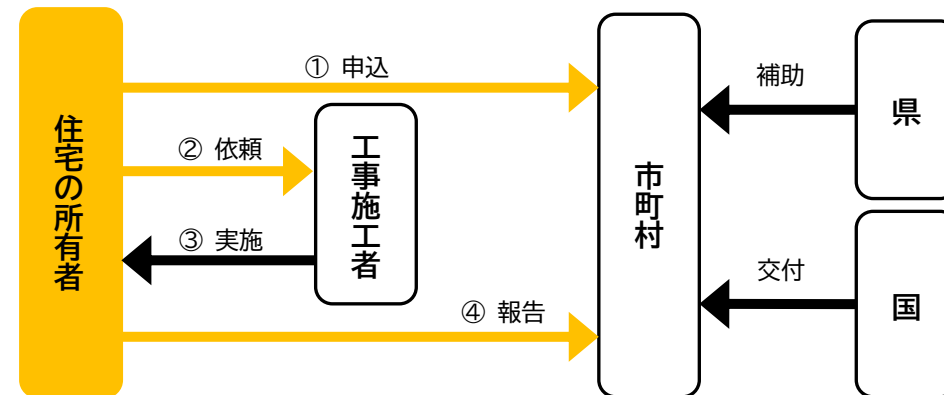 住宅の所有者
① 申込
② 依頼
③ 実施
④ 報告
工事施工者
市町村
補助
交付
県
国